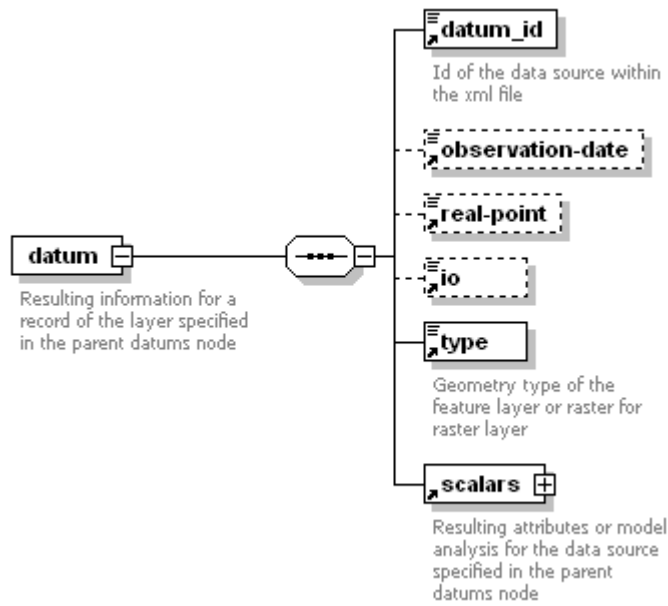 datum_id
Id of the data source within
the xml file
observation-date
real-point
datum
io
Resulting information for a
record of the layer specified
in the parent datums node
type
Geometry type of the
feature layer or raster for
raster layer
scalars
Resulting attributes or model
analysis for the data source
specified in the parent
datums node